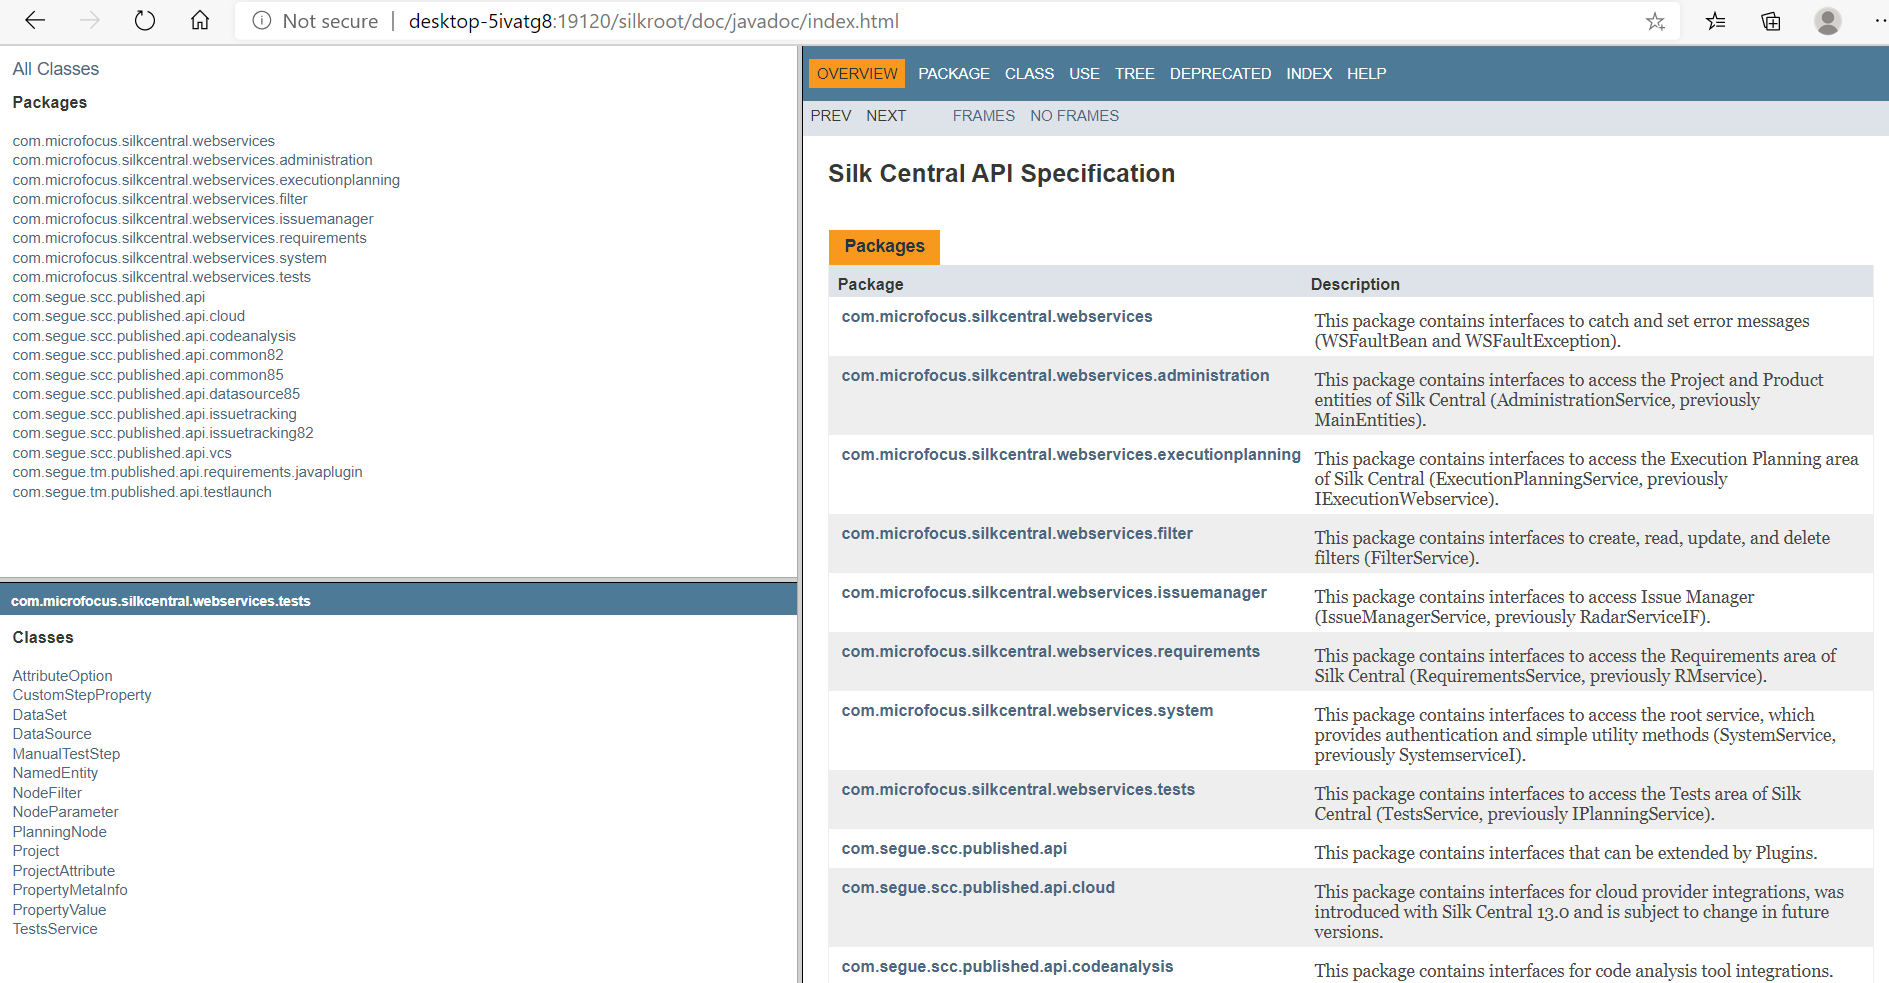 Not secure | desktop-5ivatg8:19120/silkroot/doc/javadoc/index.html
All Classes
Packages
com.microfocus.silkcentral.webservices
com.microfocus.silkcentral.webservices.administration
com.microfocus.silkcentral.webservices.executionplanning
com.microfocus.silkcentral.webservices.filter
com.microfocus.silkcentral.webservices.issuemanager
com.microfocus.silkcentral.webservices.requirements
com.microfocus.silkcentral.webservices.system
com.microfocus.silkcentral.webservices.tests
com.segue.scc.published.api
com.segue.scc.published.api.cloud
com.segue.scc.published.api.codeanalysis
com.segue.scc.published.api.common82
com.segue.scc.published.api.common85
com.segue.scc.published.api.datasource85
com.segue.scc.published.api.issuetracking
com.segue.scc.published.api.issuetracking82
com.segue.scc.published.api.vcs
com.segue.tm.published.api.requirements.javaplugin
com.segue.tm.published.api.testlaunch
com.microfocus.silkcentral.webservices.tests
Classes
AttributeOption
CustomStepProperty
DataSet
DataSource
ManualTestStep
NamedEntity
NodeFilter
NodeParameter
PlanningNode
Project
ProjectAttribute
PropertyMetaInfo
PropertyValue
TestsService
OVERVIEW PACKAGE CLASS USE TREE DEPRECATED INDEX HELP
PREV NEXT FRAMES NO FRAMES
Silk Central API Specification
Packages
Package Description
com.microfocus.silkcentral.webservices This package contains interfaces to catch and set error messages
(WSFaultBean and WSFaultException).
com.microfocus.silkcentral.webservices.administration This package contains interfaces to access the Project and Product
entities of Silk Central (AdministrationService, previously
MainEntities).
com.microfocus.silkcentral.webservices.executionplanning This package contains interfaces to access the Execution Planning area
of Silk Central (ExecutionPlanningService, previously
IExecutionWebservice).
com.microfocus.silkcentral.webservices.filter This package contains interfaces to create, read, update, and delete
filters (FilterService).
com.microfocus.silkcentral.webservices.issuemanager This package contains interfaces to access Issue Manager
(IssueManagerService, previously RadarServiceIF).
com.microfocus.silkcentral.webservices.requirements This package contains interfaces to access the Requirements area of
Silk Central (RequirementsService, previously RMservice).
com.microfocus.silkcentral.webservices.system This package contains interfaces to access the root service, which
provides authentication and simple utility methods (SystemService,
previously SystemserviceI).
com.microfocus.silkcentral.webservices.tests This package contains interfaces to access the Tests area of Silk
Central (TestsService, previously IPlanningService).
com.segue.scc.published.api This package contains interfaces that can be extended by Plugins.
com.segue.scc.published.api.cloud This package contains interfaces for cloud provider integrations, was
introduced with Silk Central 13.0 and is subject to change in future
versions.
com.segue.scc.published.api.codeanalysis This package contains interfaces for code analysis tool integrations.